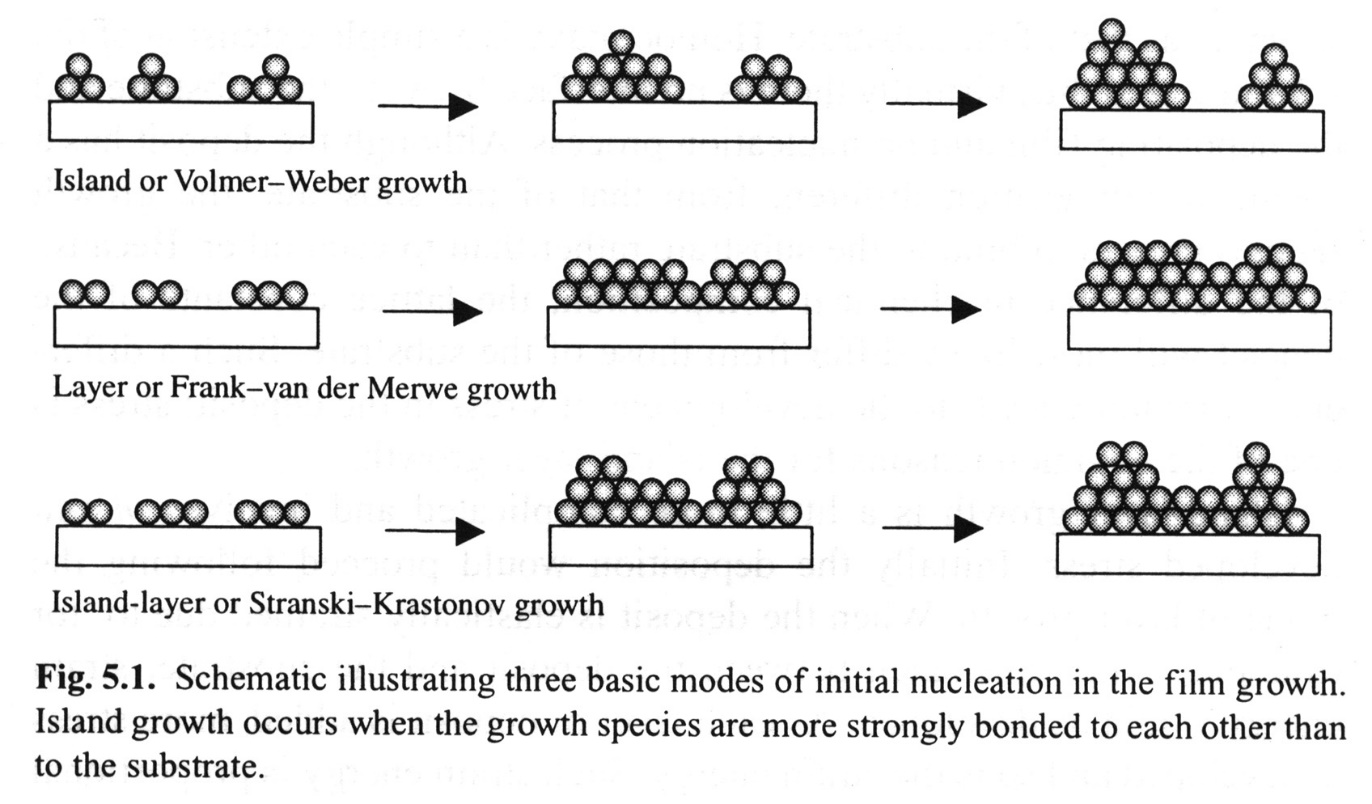 Island or Volmer–Weber growth
Layer or Frank–van der Merwe growth
Island-layer or Stranski–Krastonov growth
Fig. 5.1. Schematic illustrating three basic modes of initial nucleation in the film growth.
Island growth occurs when the growth species are more strongly bonded to each other than
to the substrate.